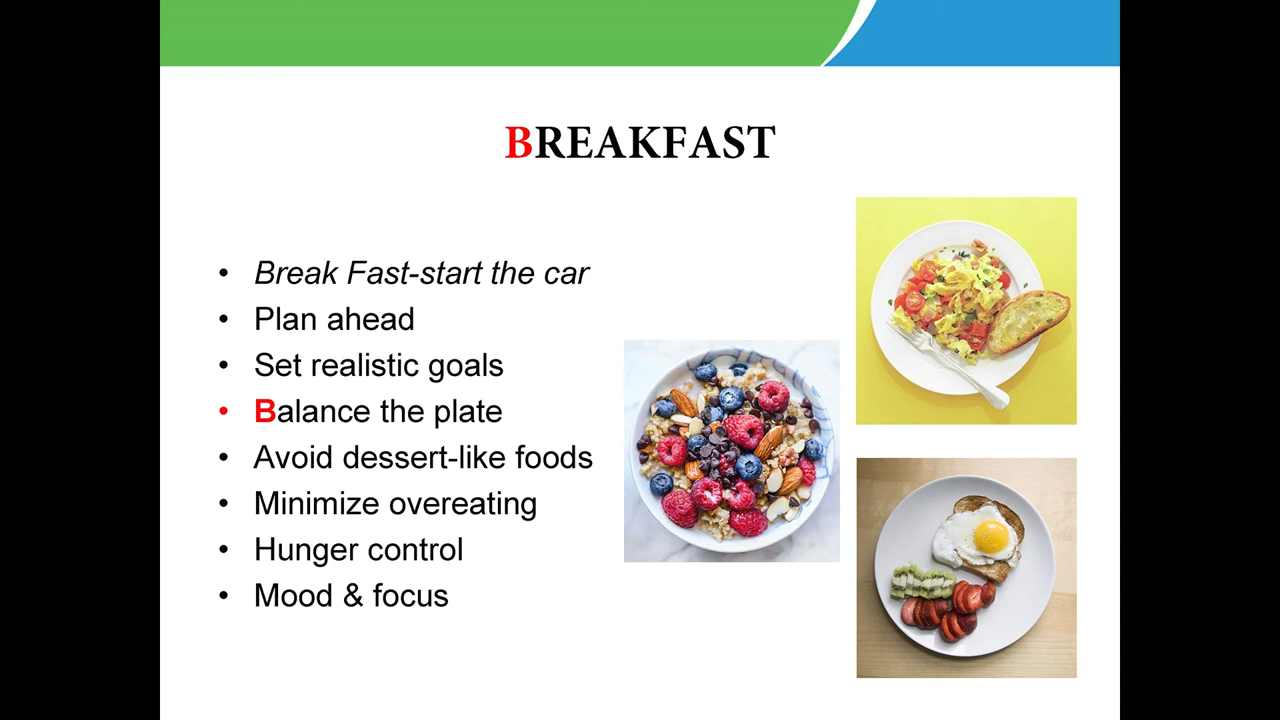 BREAKFAST
• Break Fast-start the car
• Plan ahead
• Set realistic goals
• Balance the plate
• Avoid dessert-like foods
• Minimize overeating
• Hunger control
• Mood & focus